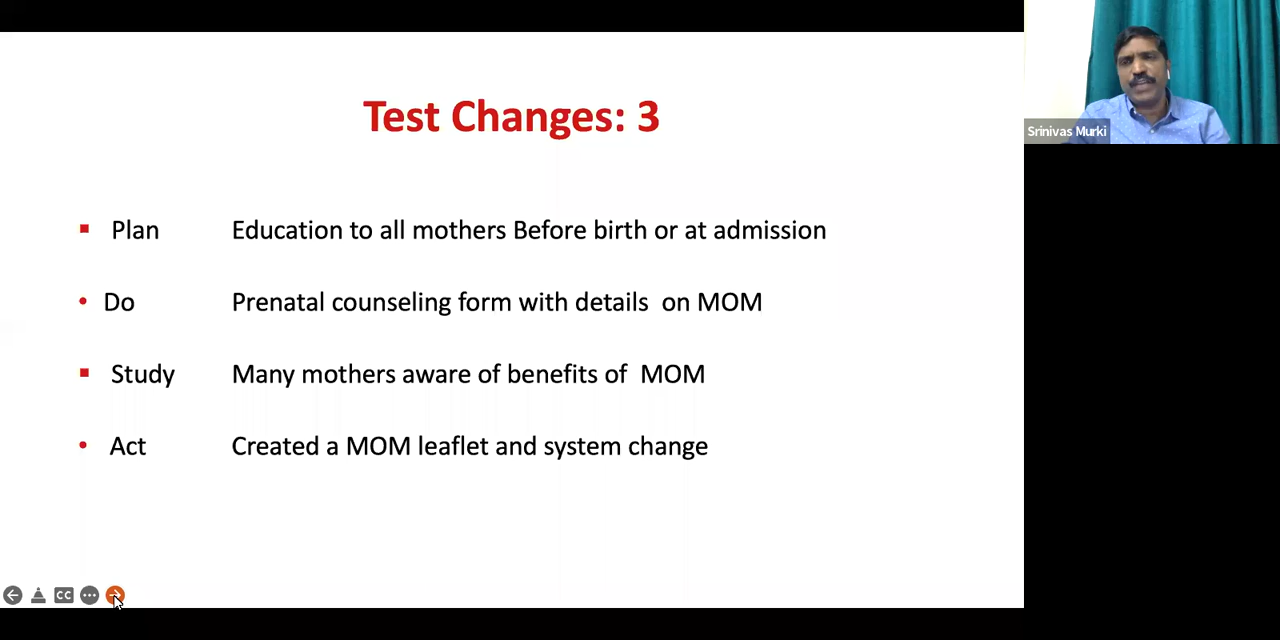 Test Changes: 3
Srinivas Murki
Plan Education to all mothers Before birth or at admission
Do Prenatal counseling form with details on MOM
Study Many mothers aware of benefits of MOM
Act Created a MOM leaflet and system change
CC